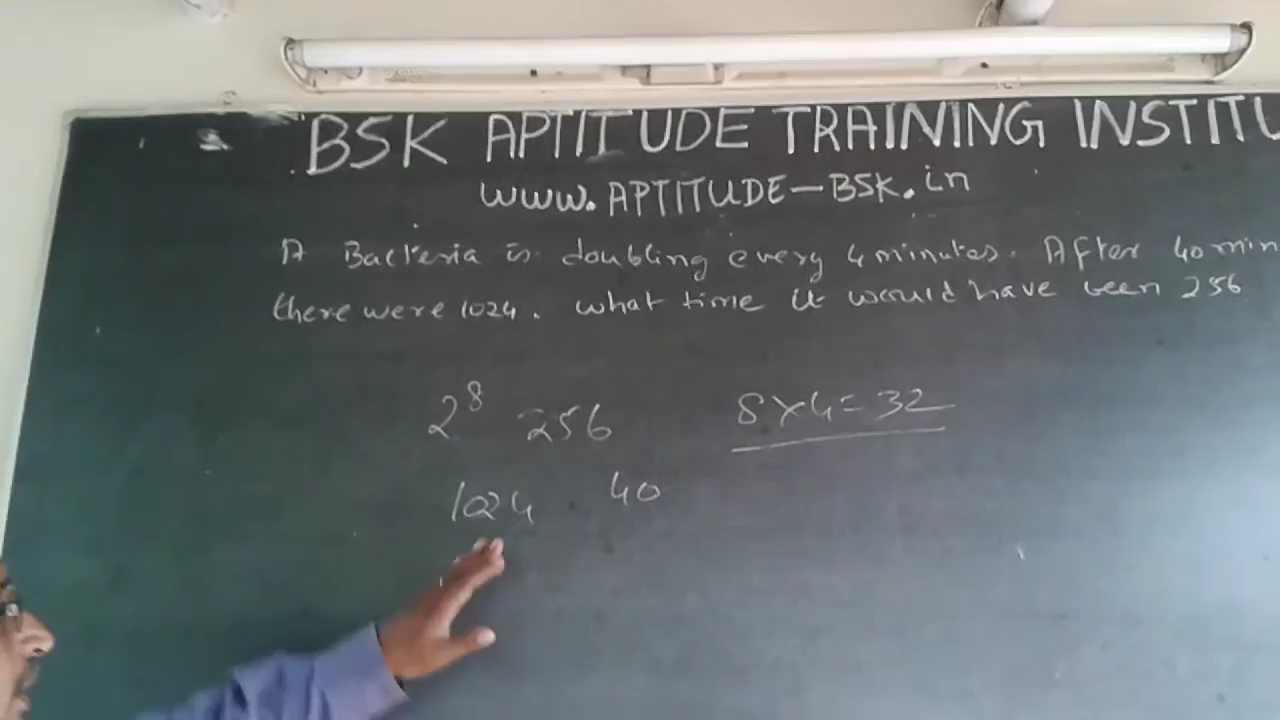 BSK APTITUDE TRAINING INSTITU
WWW.APTITUDE-BSK.in
A Bacteria is doubling every 4 minutes. After 40 min
there were 1024. what time it would have been 256
2⁸ 256 8×4=32
1024 40